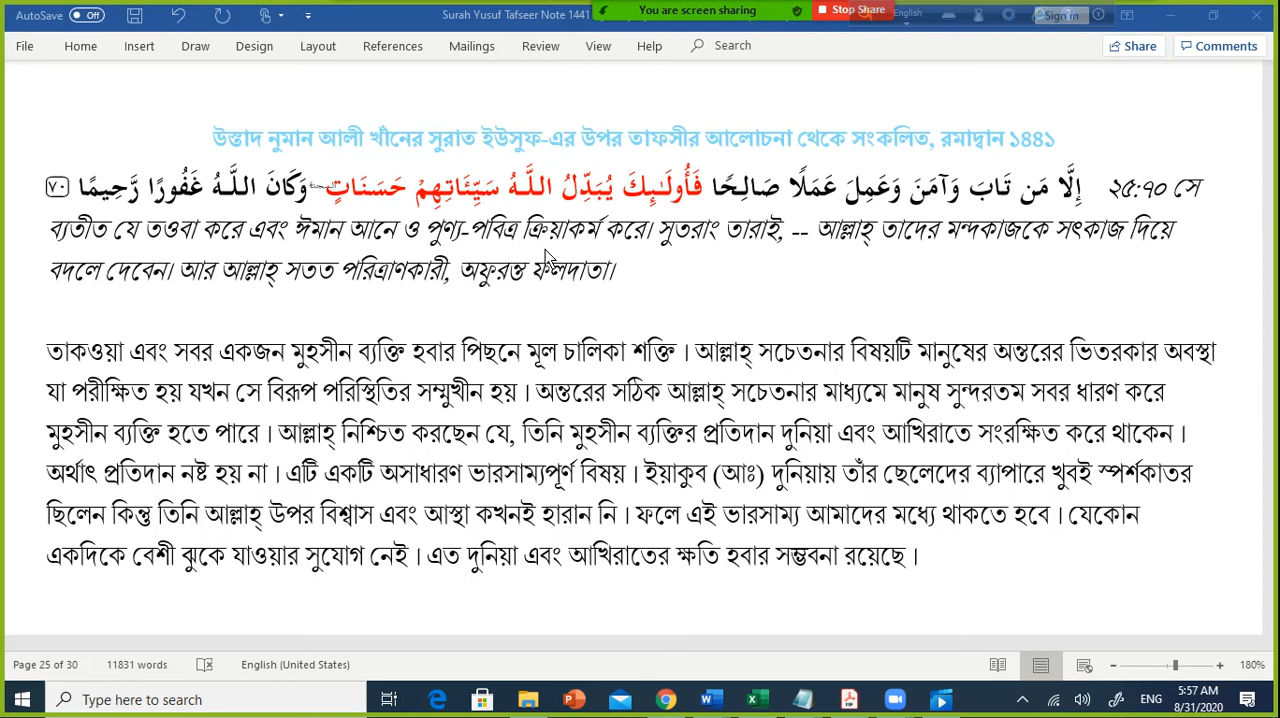 AutoSave Off Surah Yusuf Tafseer Note 1441 You are screen sharing Stop Share English Sign in
File Home Insert Draw Design Layout References Mailings Review View Help Search Share Comments
উস্তাদ নুমান আলী খাঁনের সুরাত ইউসুফ-এর উপর তাফসীর আলোচনা থেকে সংকলিত, রমাদ্বান ১৪৪১
إِلَّا مَن تَابَ وَآمَنَ وَعَمِلَ عَمَلًا صَالِحًا فَأُولَـٰئِكَ يُبَدِّلُ اللَّـهُ سَيِّئَاتِهِمْ حَسَنَاتٍ ۗ وَكَانَ اللَّـهُ غَفُورًا رَّحِيمًا ٧٠ ২৫:৭০ সে
ব্যতীত যে তওবা করে এবং ঈমান আনে ও পুণ্য-পবিত্র ক্রিয়াকর্ম করে। সুতরাং তারাই, -- আল্লাহ্ তাদের মন্দকাজকে সৎকাজ দিয়ে
বদলে দেবেন। আর আল্লাহ্ সতত পরিত্রাণকারী, অফুরন্ত ফলদাতা।
তাকওয়া এবং সবর একজন মুহসীন ব্যক্তি হবার পিছনে মূল চালিকা শক্তি। আল্লাহ্ সচেতনার বিষয়টি মানুষের অন্তরের ভিতরকার অবস্থা
যা পরীক্ষিত হয় যখন সে বিরূপ পরিস্থিতির সম্মুখীন হয়। অন্তরের সঠিক আল্লাহ্ সচেতনার মাধ্যমে মানুষ সুন্দরতম সবর ধারণ করে
মুহসীন ব্যক্তি হতে পারে। আল্লাহ্ নিশ্চিত করছেন যে, তিনি মুহসীন ব্যক্তির প্রতিদান দুনিয়া এবং আখিরাতে সংরক্ষিত করে থাকেন।
অর্থাৎ প্রতিদান নষ্ট হয় না। এটি একটি অসাধারণ ভারসাম্যপূর্ণ বিষয়। ইয়াকুব (আঃ) দুনিয়ায় তাঁর ছেলেদের ব্যাপারে খুবই স্পর্শকাতর
ছিলেন কিন্তু তিনি আল্লাহ্ উপর বিশ্বাস এবং আস্থা কখনই হারান নি। ফলে এই ভারসাম্য আমাদের মধ্যে থাকতে হবে। যেকোন
একদিকে বেশী ঝুকে যাওয়ার সুযোগ নেই। এত দুনিয়া এবং আখিরাতের ক্ষতি হবার সম্ভবনা রয়েছে।
Page 25 of 30 11831 words English (United States) 180%
Type here to search ENG 5:57 AM
8/31/2020